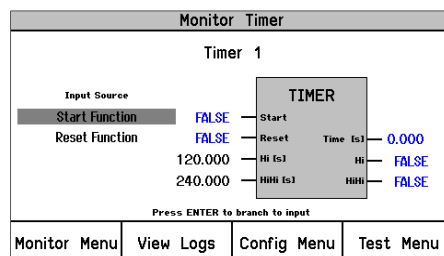 Monitor Timer
Timer 1
Input Source
TIMER
Start Function FALSE Start
Reset Function FALSE Reset Time [s] 0.000
120.000 Hi [s] Hi FALSE
240.000 HiHi [s] HiHi FALSE
Press ENTER to branch to input
Monitor Menu View Logs Config Menu Test Menu